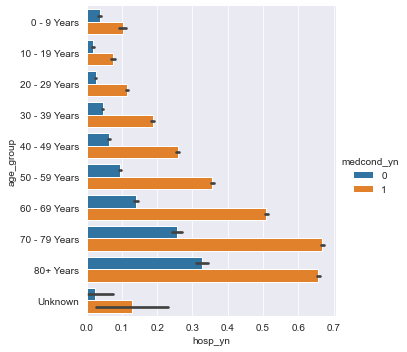 0 - 9 Years
10 - 19 Years
20 - 29 Years
30 - 39 Years
40 - 49 Years
50 - 59 Years
60 - 69 Years
70 - 79 Years
80+ Years
Unknown
age_group
0.0 0.1 0.2 0.3 0.4 0.5 0.6 0.7
hosp_yn
medcond_yn
0
1